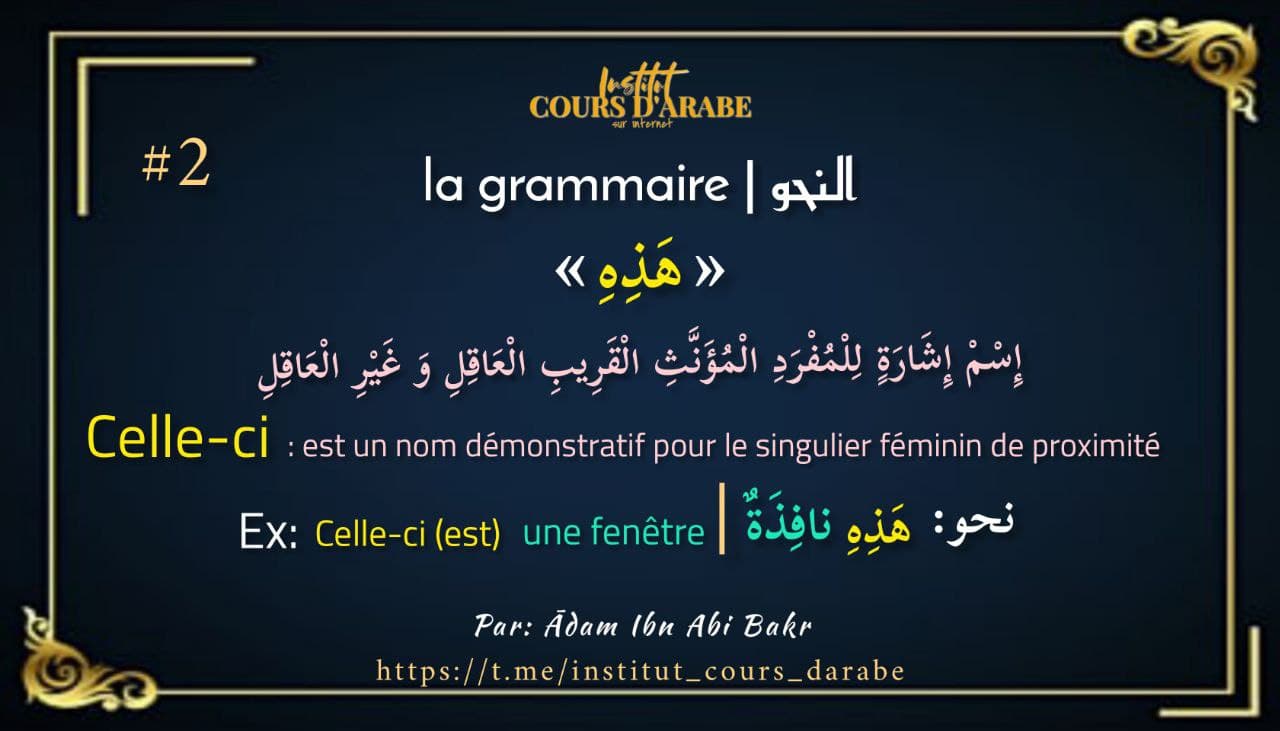 Institut
COURS D'ARABE
sur internet
#2
la grammaire | النحو
« هَذِهِ »
إِسْمْ إِشَارَةٍ لِلْمُفْرَدِ الْمُؤَنَّثِ الْقَرِيبِ الْعَاقِلِ وَ غَيْرِ الْعَاقِلِ
Celle-ci : est un nom démonstratif pour le singulier féminin de proximité
Ex: Celle-ci (est) une fenêtre | نحو: هَذِهِ نافِذَةٌ
Par: Ādam Ibn Abi Bakr
https://t.me/institut_cours_darabe